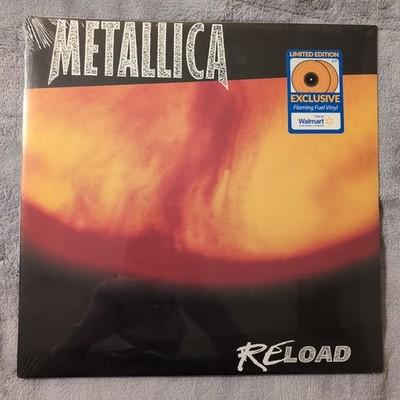 METALLICA
LIMITED EDITION
EXCLUSIVE
Flaming Fuel Vinyl
Walmart
RELOAD